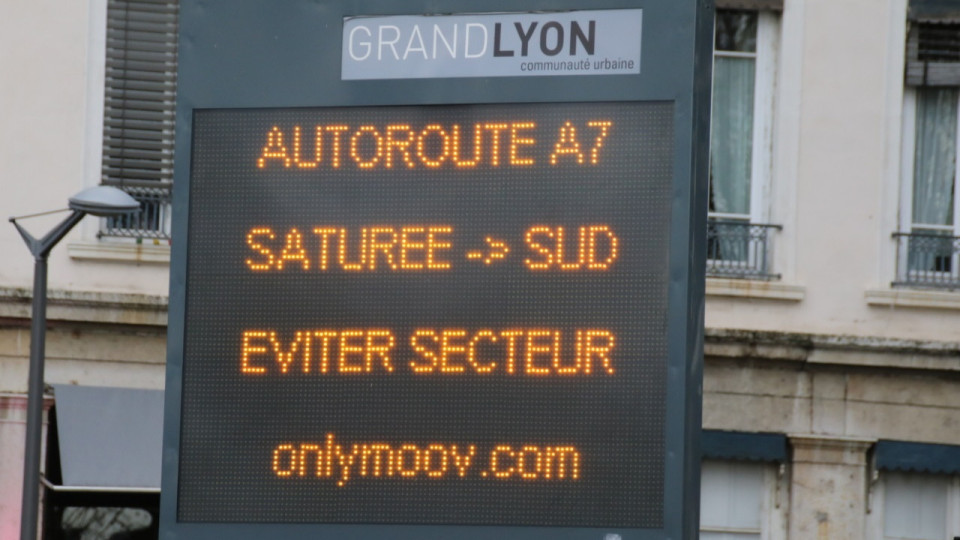 GRANDLYON
communauté urbaine
AUTOROUTE A7
SATUREE -> SUD
EVITER SECTEUR
onlymoov.com